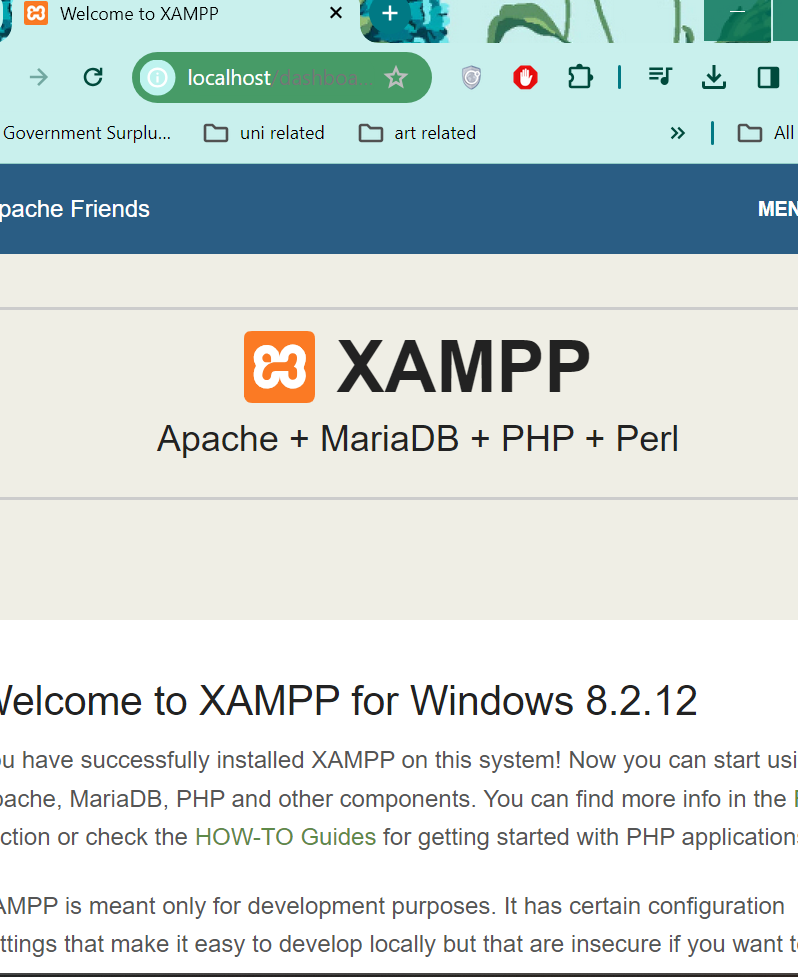 Welcome to XAMPP
localhost/dashboa...
Government Surplu...
uni related
art related
All
pache Friends
MEN
XAMPP
Apache + MariaDB + PHP + Perl
Welcome to XAMPP for Windows 8.2.12
ou have successfully installed XAMPP on this system! Now you can start usi
pache, MariaDB, PHP and other components. You can find more info in the F
ction or check the HOW-TO Guides for getting started with PHP applications
AMPP is meant only for development purposes. It has certain configuration
ttings that make it easy to develop locally but that are insecure if you want t